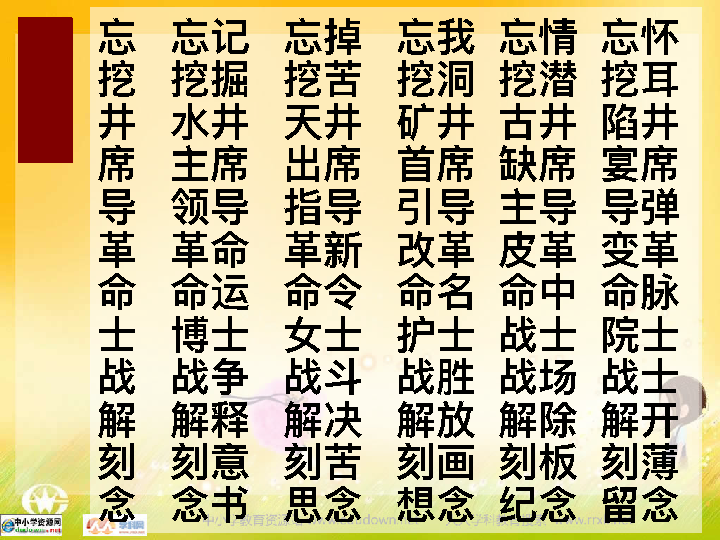 忘 忘记 忘掉 忘我 忘情 忘怀
挖 挖掘 挖苦 挖洞 挖潜 挖耳
井 水井 天井 矿井 古井 陷井
席 主席 出席 首席 缺席 宴席
导 领导 指导 引导 主导 导弹
革 革命 革新 改革 皮革 变革
命 命运 命令 命名 命中 命脉
士 博士 女士 护士 战士 院士
战 战争 战斗 战胜 战场 战士
解 解释 解决 解放 解除 解开
刻 刻意 刻苦 刻画 刻板 刻薄
念 念书 思念 想念 纪念 留念
中小学资源网